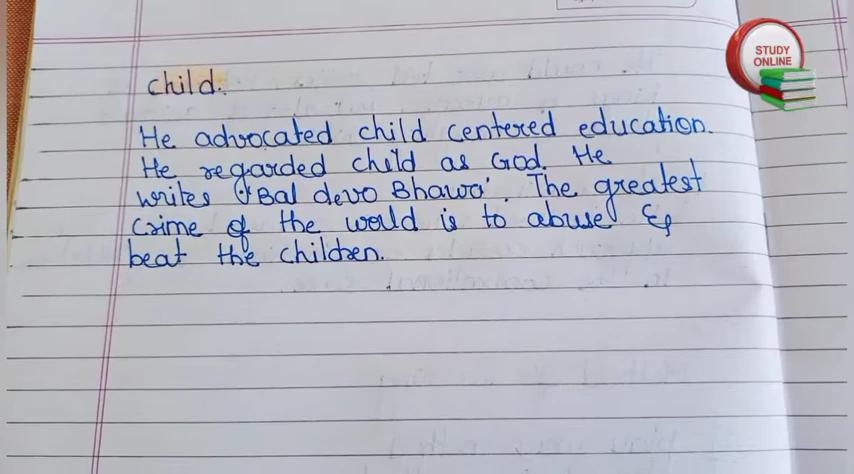 STUDY
ONLINE
child:
He advocated child centered education.
He regarded child as God. He
writes 'Bal devo Bhawa'. The greatest
crime of the world is to abuse &
beat the children.